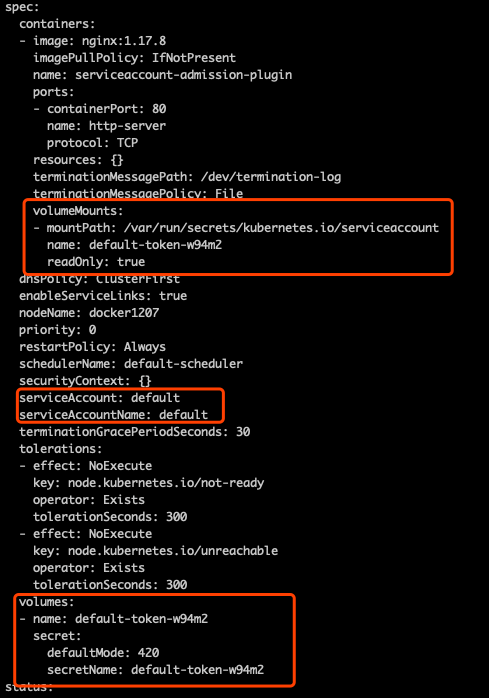 spec:
  containers:
  - image: nginx:1.17.8
    imagePullPolicy: IfNotPresent
    name: serviceaccount-admission-plugin
    ports:
    - containerPort: 80
      name: http-server
      protocol: TCP
    resources: {}
    terminationMessagePath: /dev/termination-log
    terminationMessagePolicy: File
    volumeMounts:
    - mountPath: /var/run/secrets/kubernetes.io/serviceaccount
      name: default-token-w94m2
      readOnly: true
  dnsPolicy: ClusterFirst
  enableServiceLinks: true
  nodeName: docker1207
  priority: 0
  restartPolicy: Always
  schedulerName: default-scheduler
  securityContext: {}
  serviceAccount: default
  serviceAccountName: default
  terminationGracePeriodSeconds: 30
  tolerations:
  - effect: NoExecute
    key: node.kubernetes.io/not-ready
    operator: Exists
    tolerationSeconds: 300
  - effect: NoExecute
    key: node.kubernetes.io/unreachable
    operator: Exists
    tolerationSeconds: 300
  volumes:
  - name: default-token-w94m2
    secret:
      defaultMode: 420
      secretName: default-token-w94m2
status: